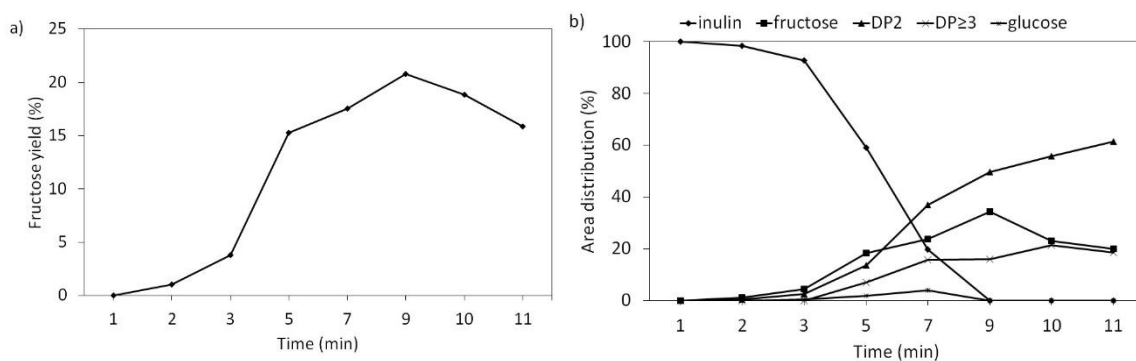 a)
Fructose yield (%)
25
20
15
10
5
0
1 2 3 5 7 9 10 11
Time (min)
b)
inulin fructose DP2 DP≥3 glucose
Area distribution (%)
100
80
60
40
20
0
1 2 3 5 7 9 10 11
Time (min)